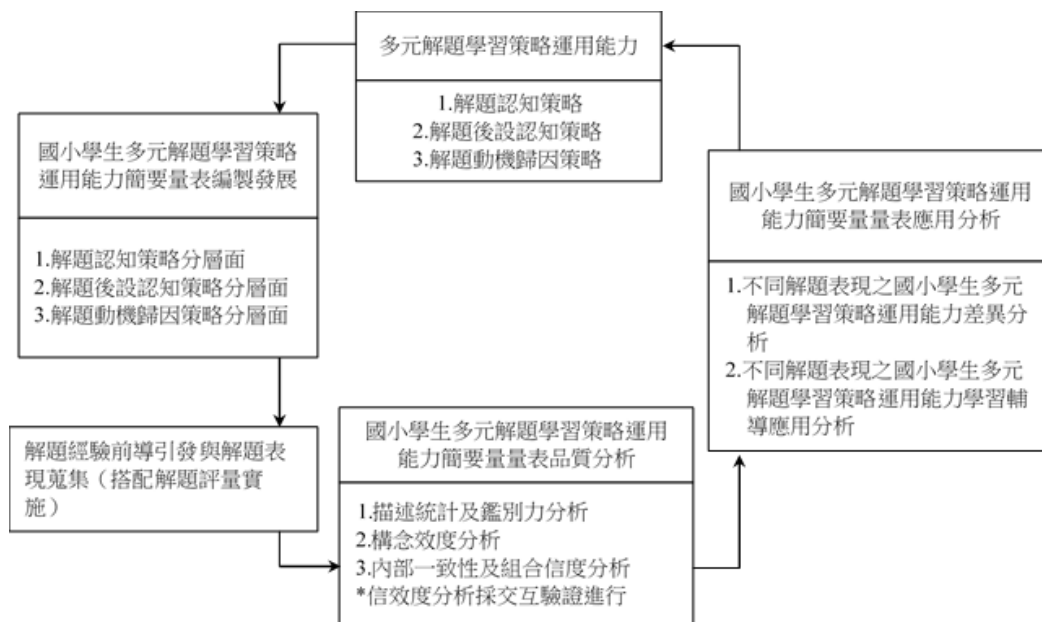 多元解題學習策略運用能力
1.解題認知策略
2.解題後設認知策略
3.解題動機歸因策略
國小學生多元解題學習策略
運用能力簡要量表編製發展
1.解題認知策略分層面
2.解題後設認知策略分層面
3.解題動機歸因策略分層面
解題經驗前導引發與解題表
現蒐集（搭配解題評量實
施）
國小學生多元解題學習策略運用
能力簡要量量表品質分析
1.描述統計及鑑別力分析
2.構念效度分析
3.內部一致性及組合信度分析
*信效度分析採交互驗證進行
國小學生多元解題學習策略運用
能力簡要量量表應用分析
1.不同解題表現之國小學生多元
解題學習策略運用能力差異分
析
2.不同解題表現之國小學生多元
解題學習策略運用能力學習輔
導應用分析